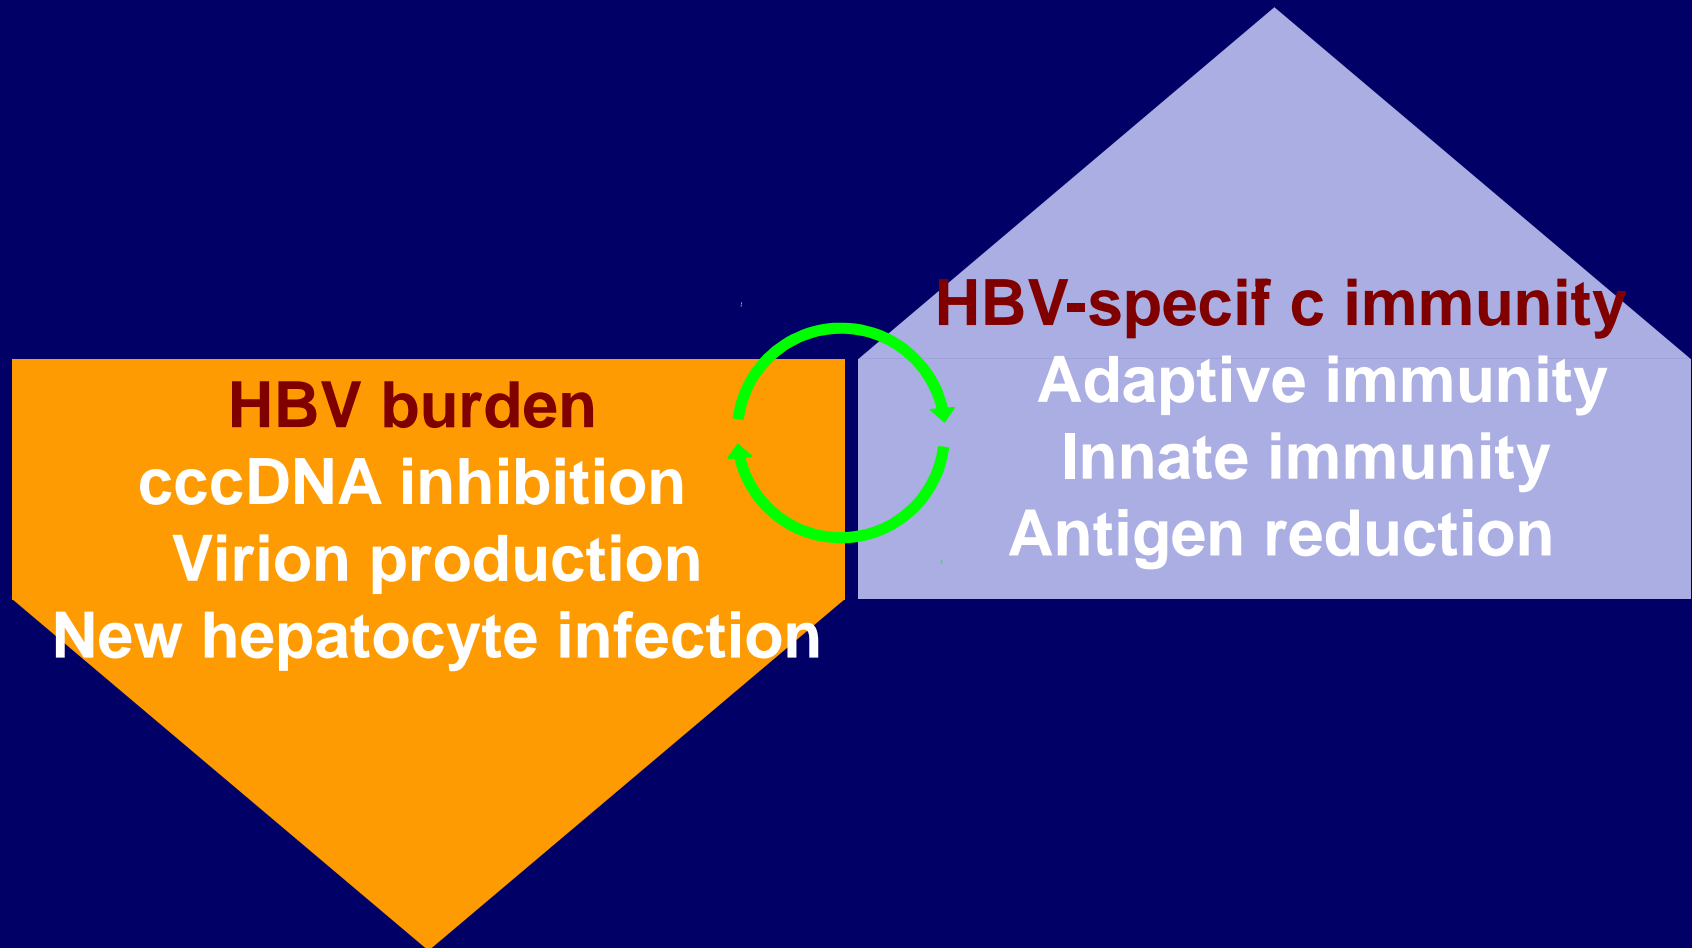 HBV burden
cccDNA inhibition
Virion production
New hepatocyte infection
HBV-specif c immunity
Adaptive immunity
Innate immunity
Antigen reduction